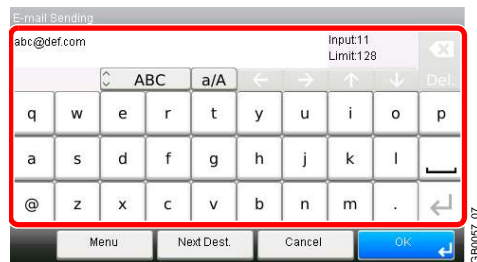 E-mail Sending
abc@def.com
Input:11
Limit:128
ABC a/A Del.
q w e r t y u i o p
a s d f g h j k l
@ z x c v b n m .
Menu Next Dest. Cancel OK
GB0057_07